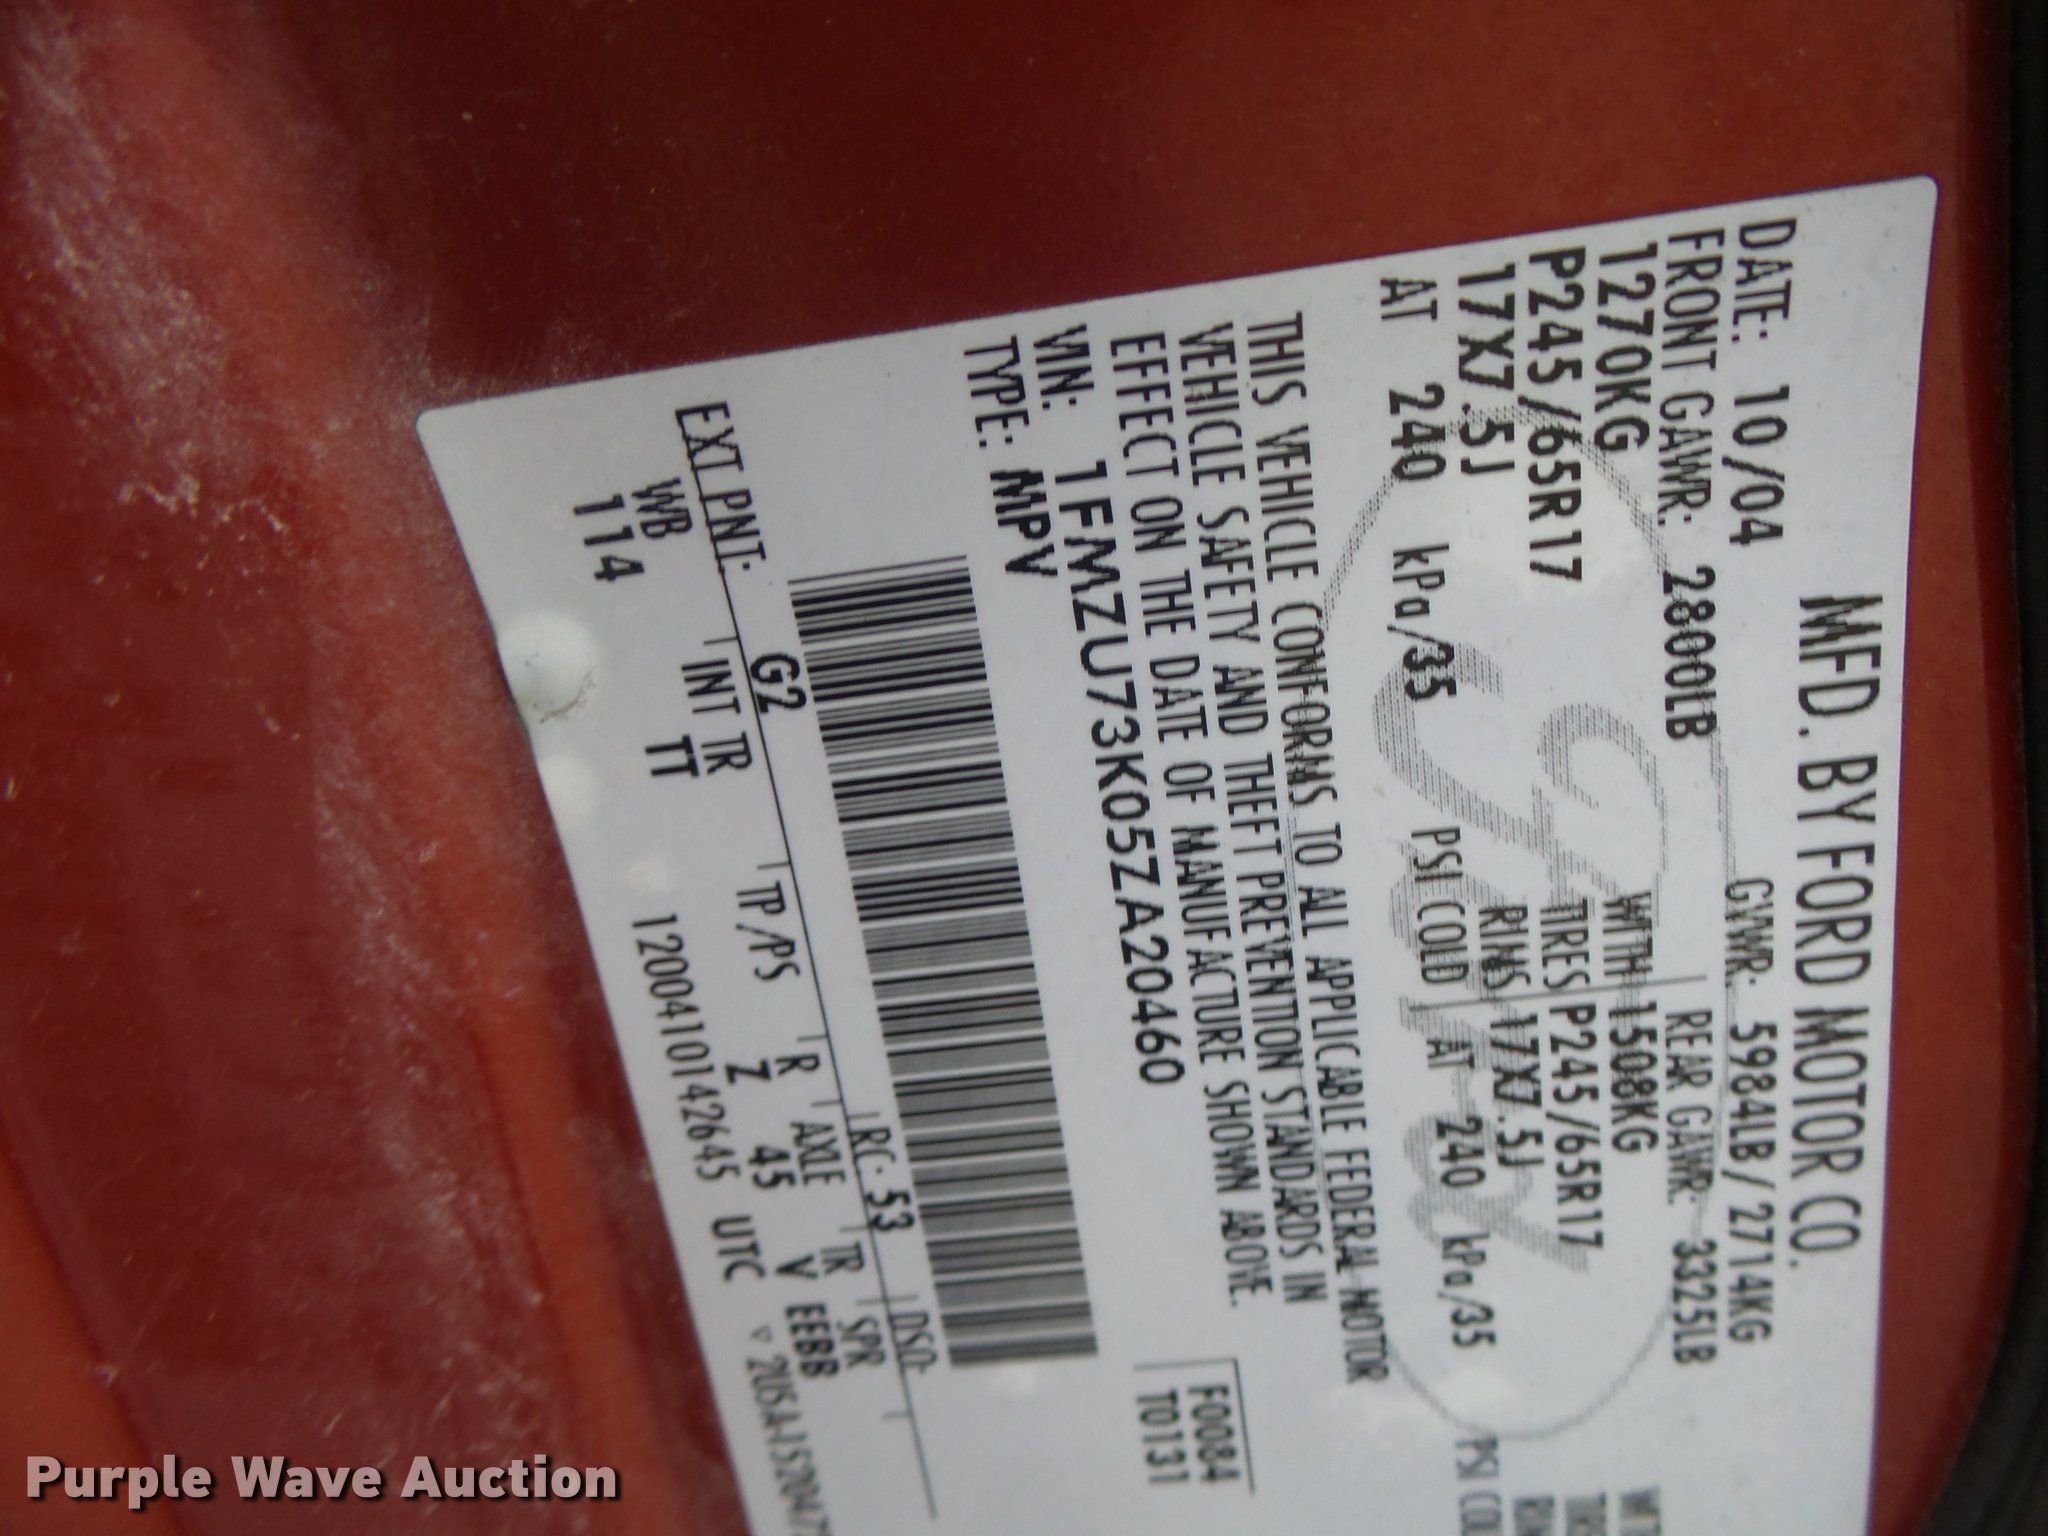 MFD. BY FORD MOTOR CO.
DATE: 10/04 GVWR: 5984LB/2714KG
FRONT GAWR: 2800LB REAR GAWR: 3325LB
1270KG WITH 1508KG WITH
P245/65R17 TIRES P245/65R17
17X7.5J RIMS 17X7.5J
AT 240 kPa/35 PSI COLD AT 240 kPa/35 PSI
THIS VEHICLE CONFORMS TO ALL APPLICABLE FEDERAL MOTOR
VEHICLE SAFETY AND THEFT PREVENTION STANDARDS IN
EFFECT ON THE DATE OF MANUFACTURE SHOWN ABOVE.
VIN: 1FMZU73K05ZA20460 F0084
TYPE: MPV T0131
EXT PNT: G2 RC: 53 DSO:
WB INT TR TP/PS R AXLE TR SPR
114 TT Z 45 V EEBB
12004101426​45 UTC
Purple Wave Auction